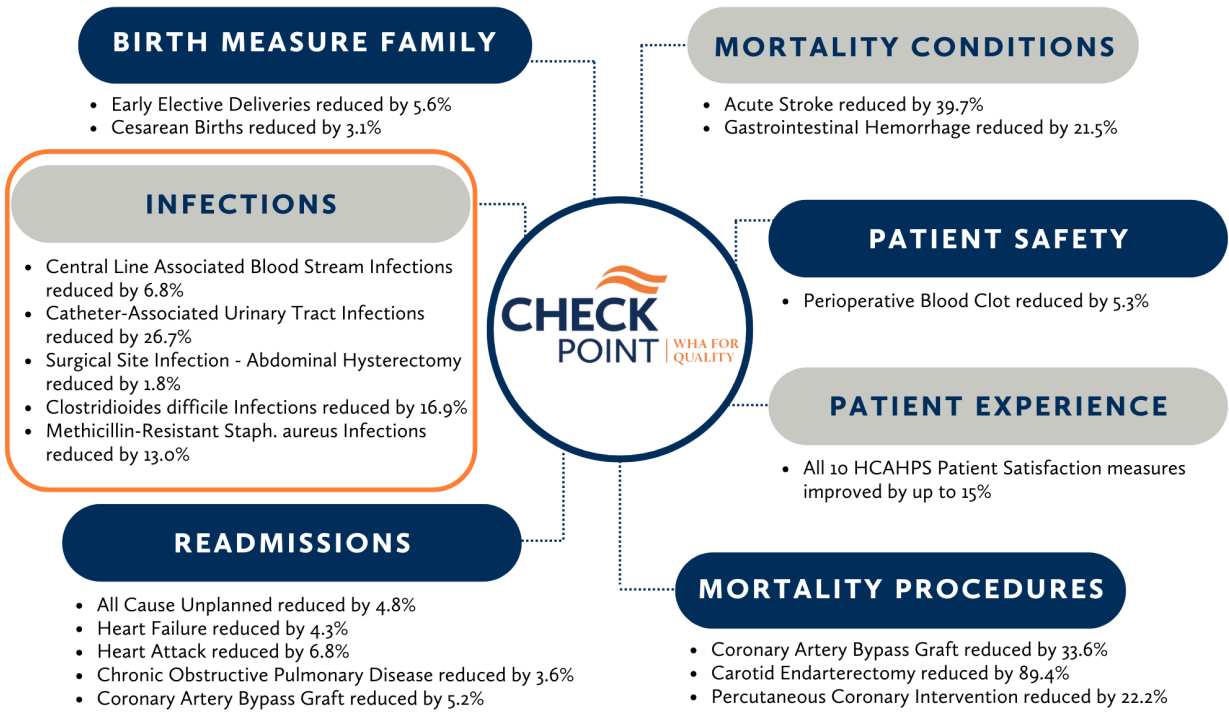 BIRTH MEASURE FAMILY
• Early Elective Deliveries reduced by 5.6%
• Cesarean Births reduced by 3.1%
INFECTIONS
• Central Line Associated Blood Stream Infections
reduced by 6.8%
• Catheter-Associated Urinary Tract Infections
reduced by 26.7%
• Surgical Site Infection - Abdominal Hysterectomy
reduced by 1.8%
• Clostridioides difficile Infections reduced by 16.9%
• Methicillin-Resistant Staph. aureus Infections
reduced by 13.0%
READMISSIONS
• All Cause Unplanned reduced by 4.8%
• Heart Failure reduced by 4.3%
• Heart Attack reduced by 6.8%
• Chronic Obstructive Pulmonary Disease reduced by 3.6%
• Coronary Artery Bypass Graft reduced by 5.2%
CHECK
POINT
WHA FOR
QUALITY
MORTALITY CONDITIONS
• Acute Stroke reduced by 39.7%
• Gastrointestinal Hemorrhage reduced by 21.5%
PATIENT SAFETY
• Perioperative Blood Clot reduced by 5.3%
PATIENT EXPERIENCE
• All 10 HCAHPS Patient Satisfaction measures
improved by up to 15%
MORTALITY PROCEDURES
• Coronary Artery Bypass Graft reduced by 33.6%
• Carotid Endarterectomy reduced by 89.4%
• Percutaneous Coronary Intervention reduced by 22.2%